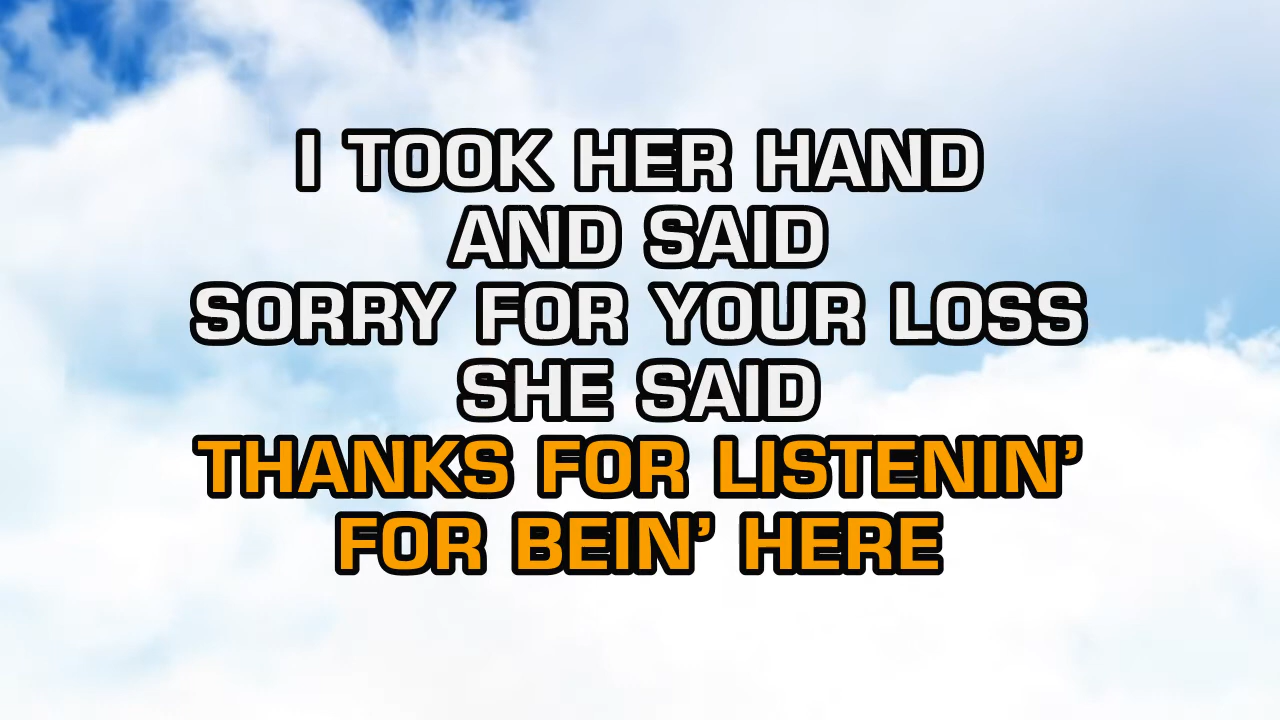 I TOOK HER HAND
AND SAID
SORRY FOR YOUR LOSS
SHE SAID
THANKS FOR LISTENIN’
FOR BEIN’ HERE